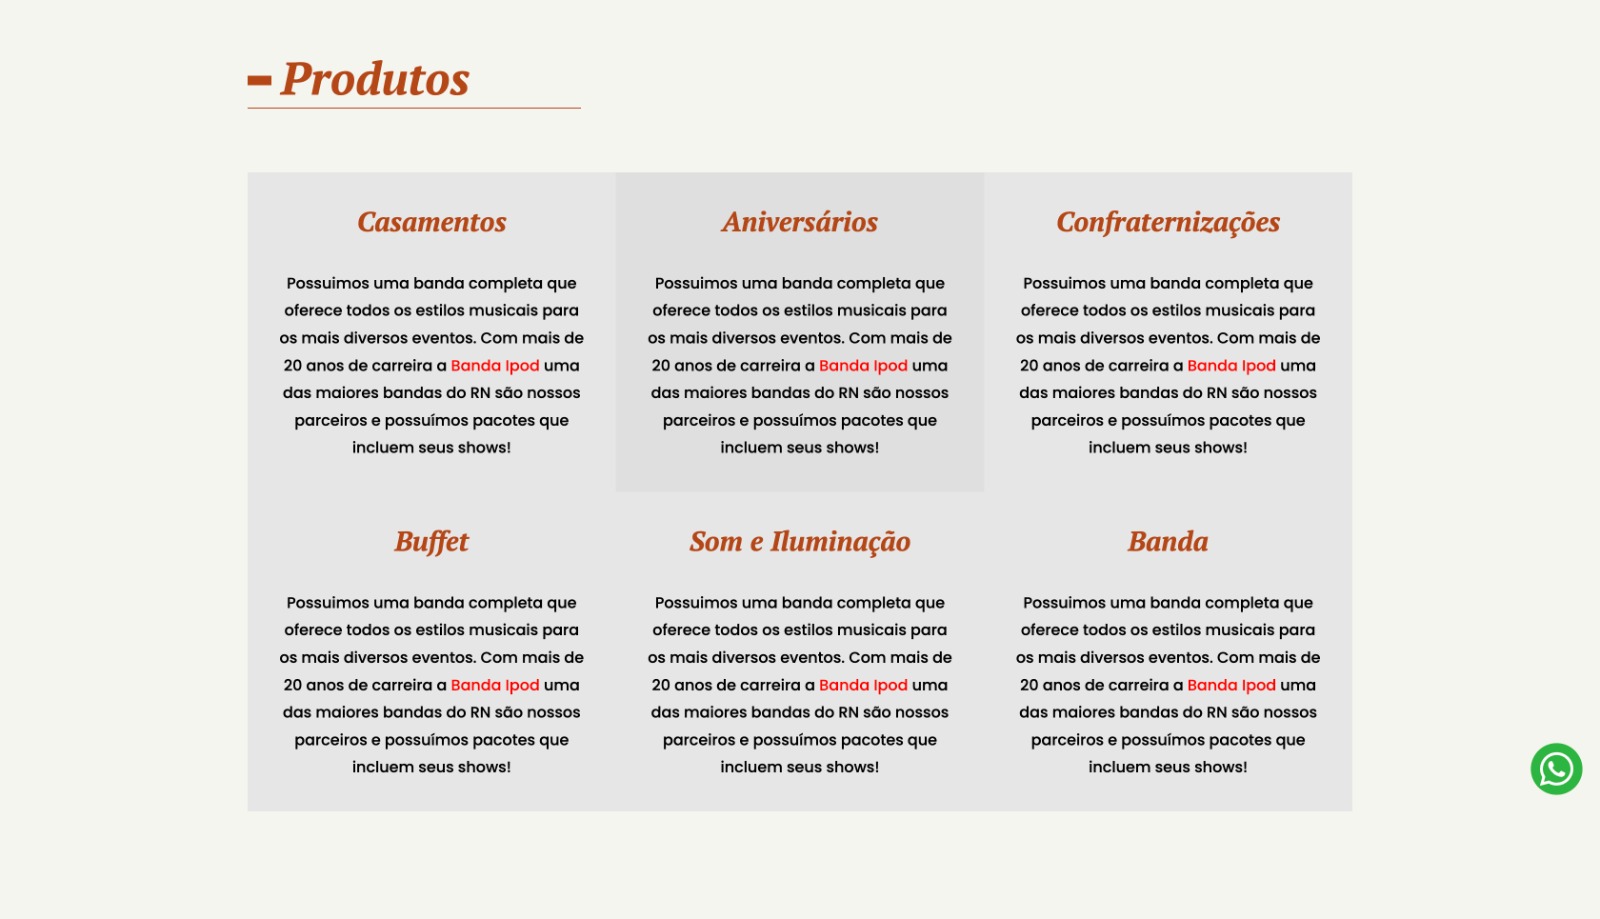 Produtos
Casamentos
Possuimos uma banda completa que
oferece todos os estilos musicais para
os mais diversos eventos. Com mais de
20 anos de carreira a Banda Ipod uma
das maiores bandas do RN são nossos
parceiros e possuímos pacotes que
incluem seus shows!
Aniversários
Possuimos uma banda completa que
oferece todos os estilos musicais para
os mais diversos eventos. Com mais de
20 anos de carreira a Banda Ipod uma
das maiores bandas do RN são nossos
parceiros e possuímos pacotes que
incluem seus shows!
Confraternizações
Possuimos uma banda completa que
oferece todos os estilos musicais para
os mais diversos eventos. Com mais de
20 anos de carreira a Banda Ipod uma
das maiores bandas do RN são nossos
parceiros e possuímos pacotes que
incluem seus shows!
Buffet
Possuimos uma banda completa que
oferece todos os estilos musicais para
os mais diversos eventos. Com mais de
20 anos de carreira a Banda Ipod uma
das maiores bandas do RN são nossos
parceiros e possuímos pacotes que
incluem seus shows!
Som e Iluminação
Possuimos uma banda completa que
oferece todos os estilos musicais para
os mais diversos eventos. Com mais de
20 anos de carreira a Banda Ipod uma
das maiores bandas do RN são nossos
parceiros e possuímos pacotes que
incluem seus shows!
Banda
Possuimos uma banda completa que
oferece todos os estilos musicais para
os mais diversos eventos. Com mais de
20 anos de carreira a Banda Ipod uma
das maiores bandas do RN são nossos
parceiros e possuímos pacotes que
incluem seus shows!